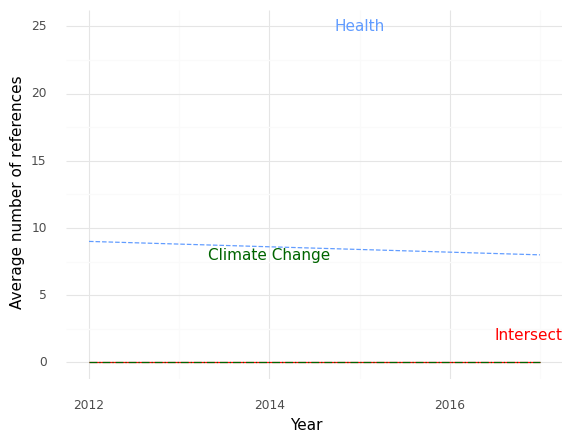 25
Health
20
15
10
Climate Change
5
Intersect
0
2012
2014
2016
Year
Average number of references